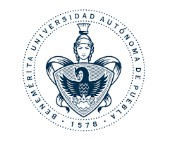 BENEMÉRITA UNIVERSIDAD AUTÓNOMA DE PUEBLA
1578